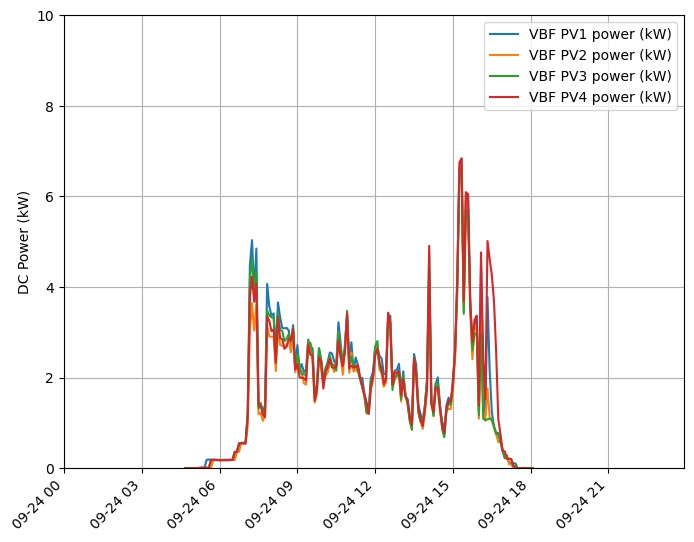 10
8
6
4
2
0
DC Power (kW)
VBF PV1 power (kW)
VBF PV2 power (kW)
VBF PV3 power (kW)
VBF PV4 power (kW)
09-24 00
09-24 03
09-24 06
09-24 09
09-24 12
09-24 15
09-24 18
09-24 21